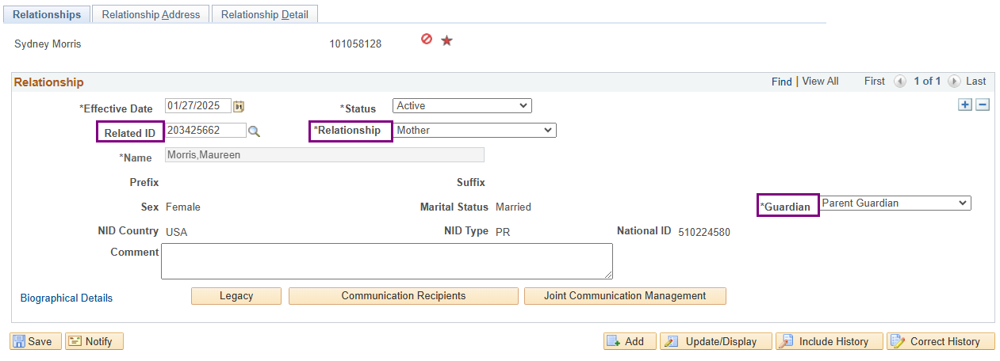 Relationships Relationship Address Relationship Detail
Sydney Morris 101058128
Relationship Find | View All First 1 of 1 Last
*Effective Date 01/27/2025 31 *Status Active
Related ID 203425662 *Relationship Mother
*Name Morris,Maureen
Prefix Suffix
Sex Female Marital Status Married *Guardian Parent Guardian
NID Country USA NID Type PR National ID 510224580
Comment
Biographical Details Legacy Communication Recipients Joint Communication Management
Save Notify Add Update/Display Include History Correct History